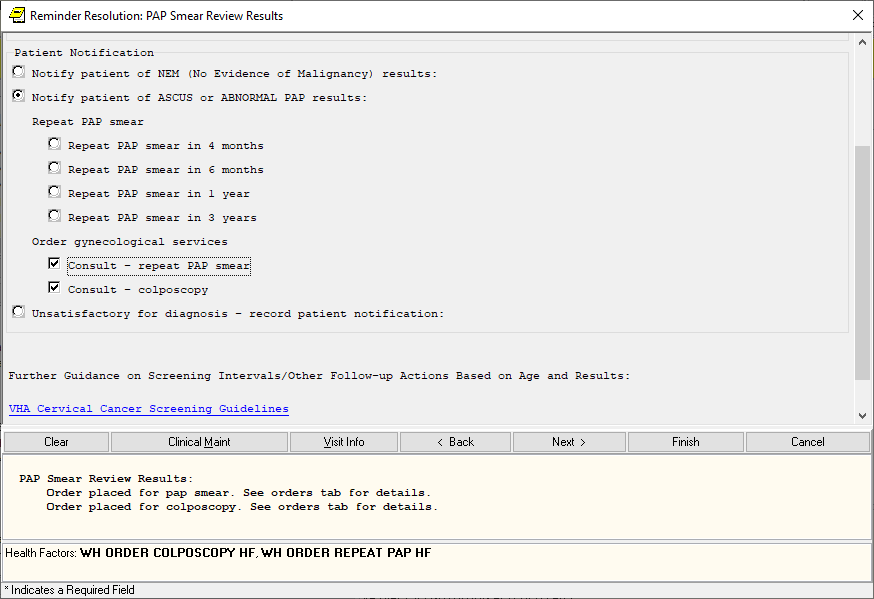 Reminder Resolution: PAP Smear Review Results
Patient Notification
Notify patient of NEM (No Evidence of Malignancy) results:
Notify patient of ASCUS or ABNORMAL PAP results:
Repeat PAP smear
Repeat PAP smear in 4 months
Repeat PAP smear in 6 months
Repeat PAP smear in 1 year
Repeat PAP smear in 3 years
Order gynecological services
Consult - repeat PAP smear
Consult - colposcopy
Unsatisfactory for diagnosis - record patient notification:
Further Guidance on Screening Intervals/Other Follow-up Actions Based on Age and Results:
VHA Cervical Cancer Screening Guidelines
Clear Clinical Maint Visit Info < Back Next > Finish Cancel
PAP Smear Review Results:
Order placed for pap smear. See orders tab for details.
Order placed for colposcopy. See orders tab for details.
Health Factors: WH ORDER COLPOSCOPY HF, WH ORDER REPEAT PAP HF
* Indicates a Required Field